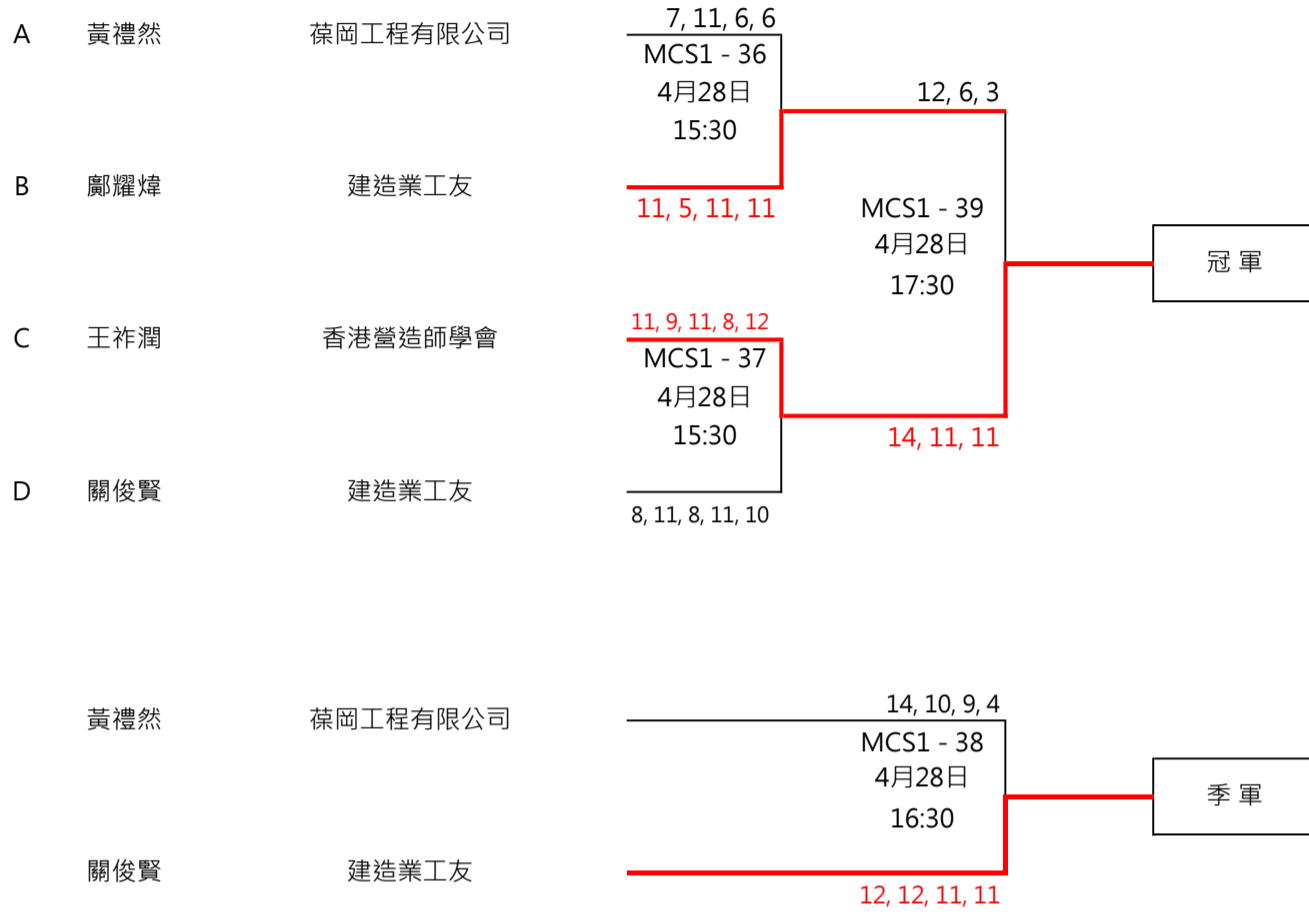 7, 11, 6, 6
A 黃禮然 葆岡工程有限公司
MCS1 - 36
4月28日
15:30
12, 6, 3
B 鄺耀煒 建造業工友
11, 5, 11, 11
MCS1 - 39
4月28日
17:30
冠軍
11, 9, 11, 8, 12
C 王祚潤 香港營造師學會
MCS1 - 37
4月28日
15:30
14, 11, 11
D 關俊賢 建造業工友
8, 11, 8, 11, 10
14, 10, 9, 4
黃禮然 葆岡工程有限公司
MCS1 - 38
4月28日
16:30
季軍
關俊賢 建造業工友
12, 12, 11, 11